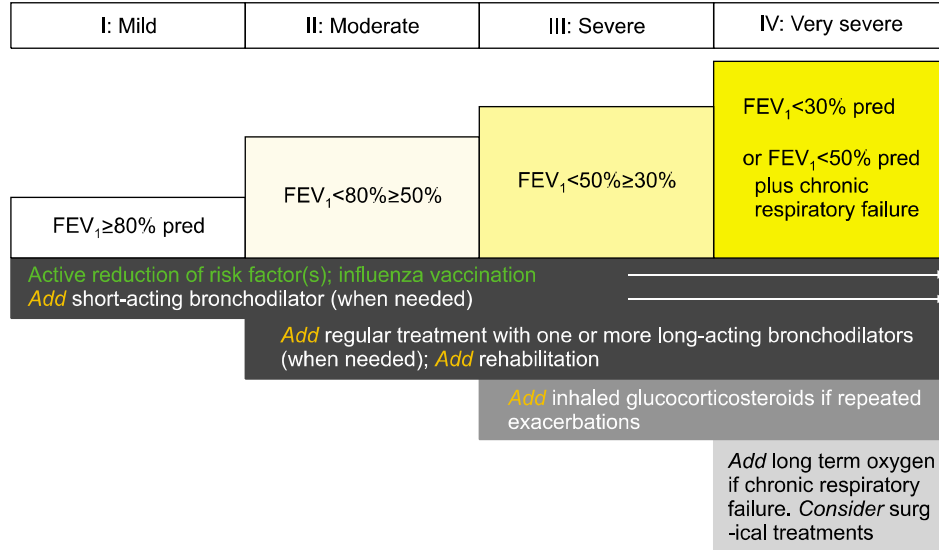 I: Mild
II: Moderate
III: Severe
IV: Very severe
FEV₁≥80% pred
FEV₁<80%≥50%
FEV₁<50%≥30%
FEV₁<30% pred
or FEV₁<50% pred
plus chronic
respiratory failure
Active reduction of risk factor(s); influenza vaccination
Add short-acting bronchodilator (when needed)
Add regular treatment with one or more long-acting bronchodilators
(when needed); Add rehabilitation
Add inhaled glucocorticosteroids if repeated
exacerbations
Add long term oxygen
if chronic respiratory
failure. Consider surg
-ical treatments